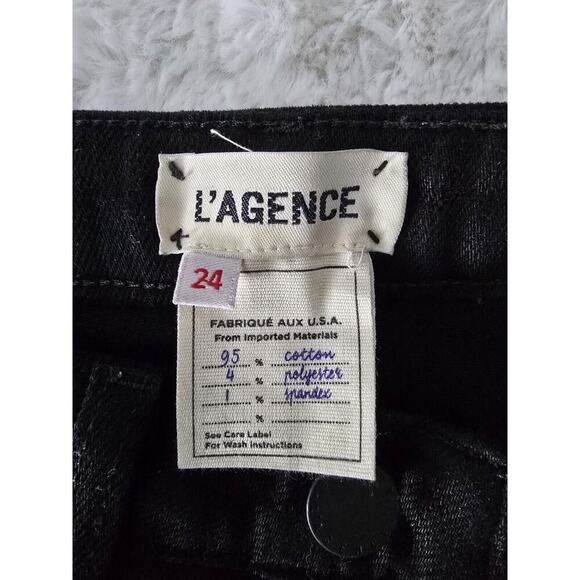 L'AGENCE
24
FABRIQUÉ AUX U.S.A.
From Imported Materials
95 % cotton
4 % polyester
1 % spandex
%
See Care Label
For Wash Instructions